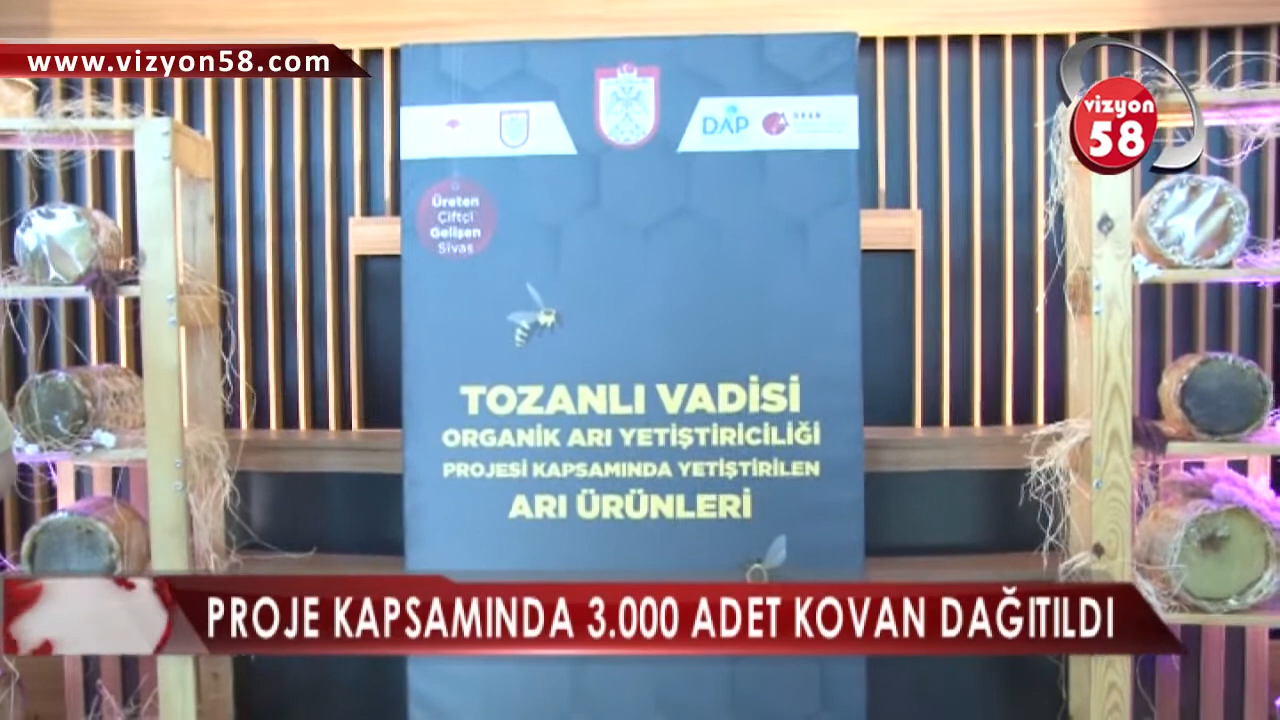 www.vizyon58.com
vizyon
58
DAP
Üreten
Çiftçi
Gelişen
Sivas
TOZANLI VADİSİ
ORGANİK ARI YETİŞTİRİCİLİĞİ
PROJESİ KAPSAMINDA YETİŞTİRİLEN
ARI ÜRÜNLERİ
PROJE KAPSAMINDA 3.000 ADET KOVAN DAĞITILDI